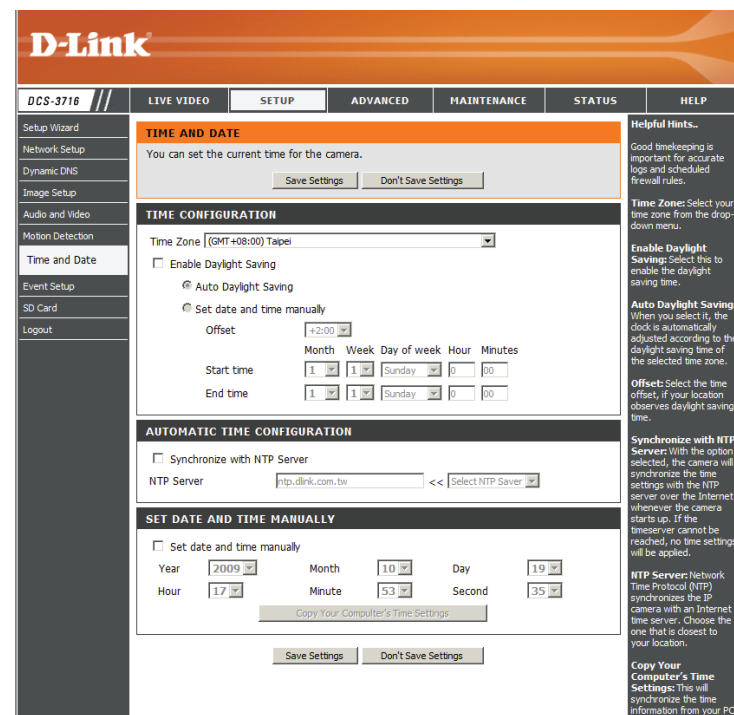 D-Link
DCS-3716 // LIVE VIDEO SETUP ADVANCED MAINTENANCE STATUS HELP
Setup Wizard
Network Setup
Dynamic DNS
Image Setup
Audio and Video
Motion Detection
Time and Date
Event Setup
SD Card
Logout
TIME AND DATE
You can set the current time for the camera.
Save Settings Don't Save Settings
TIME CONFIGURATION
Time Zone (GMT+08:00) Taipei
Enable Daylight Saving
Auto Daylight Saving
Set date and time manually
Offset +2:00
Month Week Day of week Hour Minutes
Start time 1 1 Sunday 0 00
End time 1 1 Sunday 0 00
AUTOMATIC TIME CONFIGURATION
Synchronize with NTP Server
NTP Server ntp.dlink.com.tw << Select NTP Saver
SET DATE AND TIME MANUALLY
Set date and time manually
Year 2009 Month 10 Day 19
Hour 17 Minute 53 Second 35
Copy Your Computer's Time Settings
Save Settings Don't Save Settings
Helpful Hints..
Good timekeeping is
important for accurate
logs and scheduled
firewall rules.
Time Zone: Select your
time zone from the drop-
down menu.
Enable Daylight
Saving: Select this to
enable the daylight
saving time.
Auto Daylight Saving:
When you select it, the
clock is automatically
adjusted according to the
daylight saving time of
the selected time zone.
Offset: Select the time
offset, if your location
observes daylight saving
time.
Synchronize with NTP
Server: With the option
selected, the camera will
synchronize the time
settings with the NTP
server over the Internet
whenever the camera
starts up. If the
timeserver cannot be
reached, no time settings
will be applied.
NTP Server: Network
Time Protocol (NTP)
synchronizes the IP
camera with an Internet
time server. Choose the
one that is closest to
your location.
Copy Your
Computer's Time
Settings: This will
synchronize the time
information from your PC